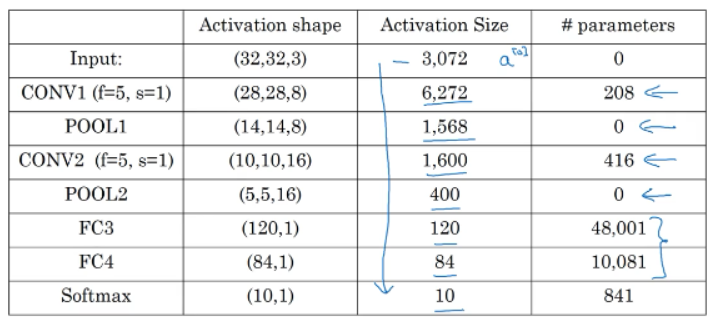 Activation shape Activation Size # parameters
Input: (32,32,3) 3,072 a[0] 0
CONV1 (f=5, s=1) (28,28,8) 6,272 208
POOL1 (14,14,8) 1,568 0
CONV2 (f=5, s=1) (10,10,16) 1,600 416
POOL2 (5,5,16) 400 0
FC3 (120,1) 120 48,001
FC4 (84,1) 84 10,081
Softmax (10,1) 10 841